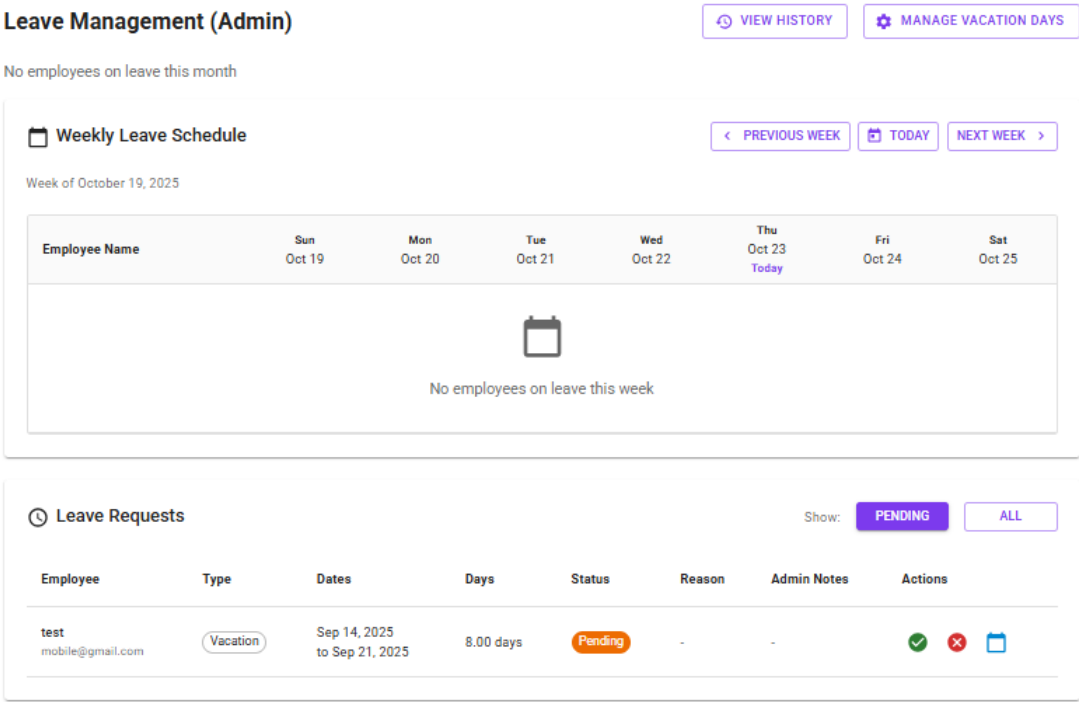 Leave Management (Admin)
VIEW HISTORY
MANAGE VACATION DAYS
No employees on leave this month
Weekly Leave Schedule
PREVIOUS WEEK
TODAY
NEXT WEEK
Week of October 19, 2025
Employee Name
Sun
Oct 19
Mon
Oct 20
Tue
Oct 21
Wed
Oct 22
Thu
Oct 23
Today
Fri
Oct 24
Sat
Oct 25
No employees on leave this week
Leave Requests
Show:
PENDING
ALL
Employee Type Dates Days Status Reason Admin Notes Actions
test
mobile@gmail.com
Vacation
Sep 14, 2025
to Sep 21, 2025
8.00 days
Pending
-
-